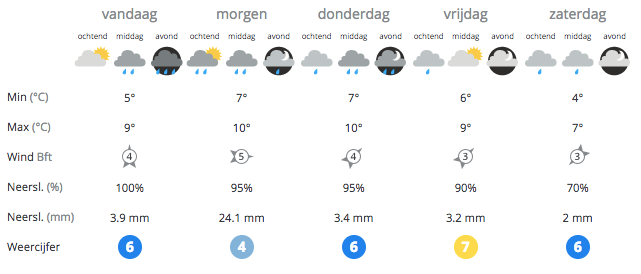 vandaag morgen donderdag vrijdag zaterdag
ochtend middag avond ochtend middag avond ochtend middag avond ochtend middag avond ochtend middag avond
Min (°C) 5° 7° 7° 6° 4°
Max (°C) 9° 10° 10° 9° 7°
Wind Bft 4 5 4 3 3
Neersl. (%) 100% 95% 95% 90% 70%
Neersl. (mm) 3.9 mm 24.1 mm 3.4 mm 3.2 mm 2 mm
Weercijfer 6 4 6 7 6